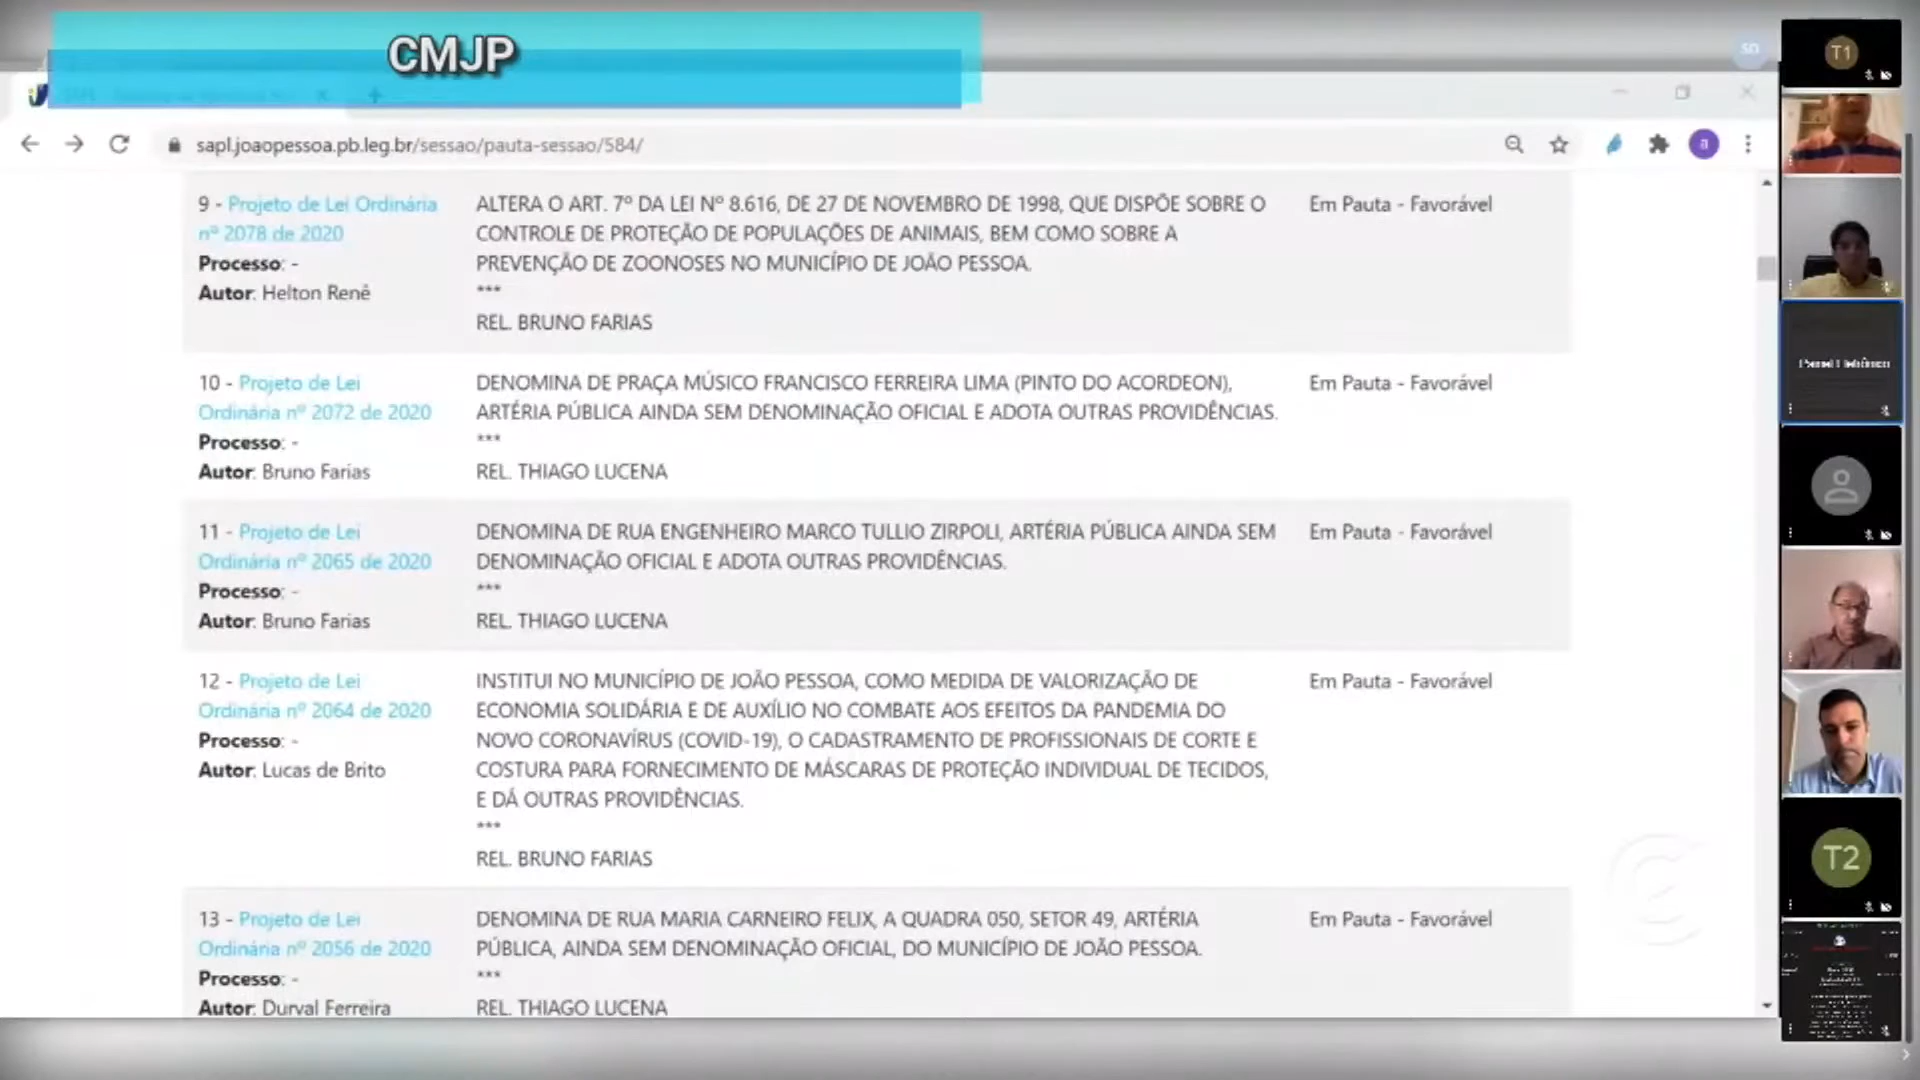 CMJP
SD
T1
sapl.joaopessoa.pb.leg.br/sessao/pauta-sessao/584/
a
9 - Projeto de Lei Ordinária
nº 2078 de 2020
Processo: -
Autor: Helton Renê
ALTERA O ART. 7º DA LEI Nº 8.616, DE 27 DE NOVEMBRO DE 1998, QUE DISPÕE SOBRE O
CONTROLE DE PROTEÇÃO DE POPULAÇÕES DE ANIMAIS, BEM COMO SOBRE A
PREVENÇÃO DE ZOONOSES NO MUNICÍPIO DE JOÃO PESSOA.
***
REL. BRUNO FARIAS
Em Pauta - Favorável
10 - Projeto de Lei
Ordinária nº 2072 de 2020
Processo: -
Autor: Bruno Farias
DENOMINA DE PRAÇA MÚSICO FRANCISCO FERREIRA LIMA (PINTO DO ACORDEON),
ARTÉRIA PÚBLICA AINDA SEM DENOMINAÇÃO OFICIAL E ADOTA OUTRAS PROVIDÊNCIAS.
***
REL. THIAGO LUCENA
Em Pauta - Favorável
11 - Projeto de Lei
Ordinária nº 2065 de 2020
Processo: -
Autor: Bruno Farias
DENOMINA DE RUA ENGENHEIRO MARCO TULLIO ZIRPOLI, ARTÉRIA PÚBLICA AINDA SEM
DENOMINAÇÃO OFICIAL E ADOTA OUTRAS PROVIDÊNCIAS.
***
REL. THIAGO LUCENA
Em Pauta - Favorável
12 - Projeto de Lei
Ordinária nº 2064 de 2020
Processo: -
Autor: Lucas de Brito
INSTITUI NO MUNICÍPIO DE JOÃO PESSOA, COMO MEDIDA DE VALORIZAÇÃO DE
ECONOMIA SOLIDÁRIA E DE AUXÍLIO NO COMBATE AOS EFEITOS DA PANDEMIA DO
NOVO CORONAVÍRUS (COVID-19), O CADASTRAMENTO DE PROFISSIONAIS DE CORTE E
COSTURA PARA FORNECIMENTO DE MÁSCARAS DE PROTEÇÃO INDIVIDUAL DE TECIDOS,
E DÁ OUTRAS PROVIDÊNCIAS.
***
REL. BRUNO FARIAS
Em Pauta - Favorável
13 - Projeto de Lei
Ordinária nº 2056 de 2020
Processo: -
Autor: Durval Ferreira
DENOMINA DE RUA MARIA CARNEIRO FELIX, A QUADRA 050, SETOR 49, ARTÉRIA
PÚBLICA, AINDA SEM DENOMINAÇÃO OFICIAL, DO MUNICÍPIO DE JOÃO PESSOA.
***
REL. THIAGO LUCENA
Em Pauta - Favorável
Painel Eletrônico
T2